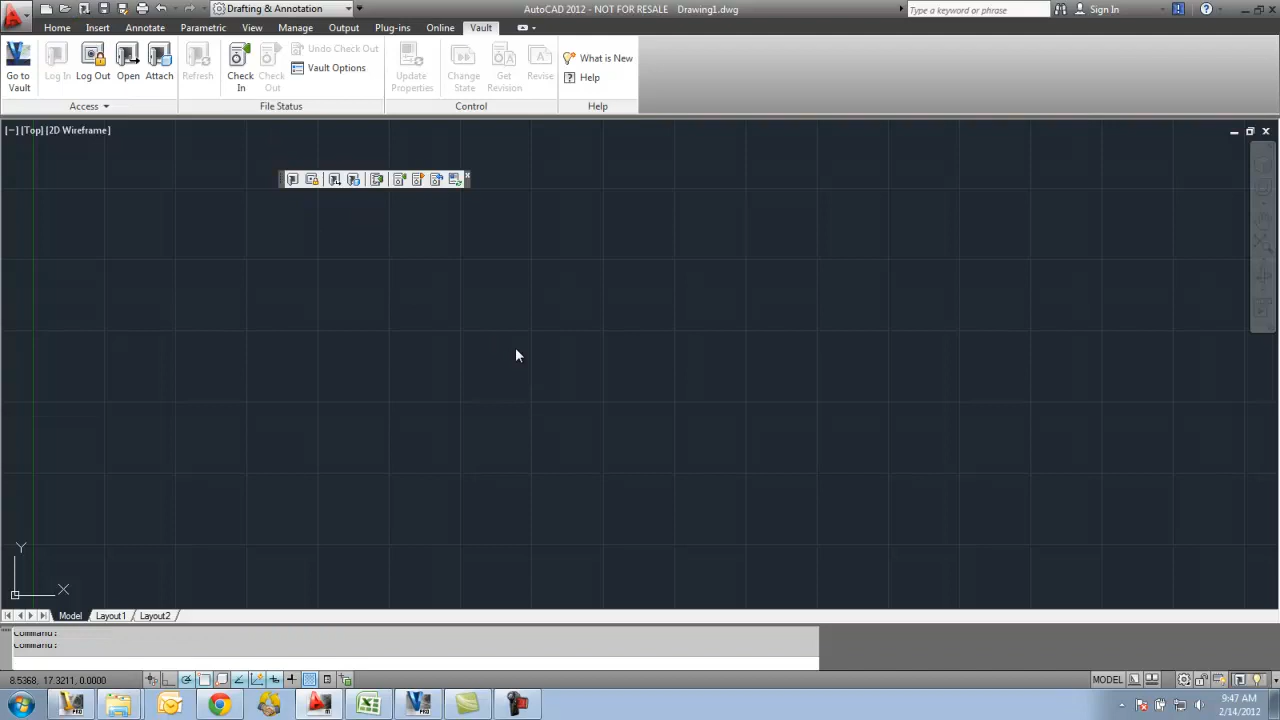 Drafting & Annotation
AutoCAD 2012 - NOT FOR RESALE Drawing1.dwg
Type a keyword or phrase
Sign In
Home Insert Annotate Parametric View Manage Output Plug-ins Online Vault
Go to Vault
Log In
Log Out
Open
Attach
Refresh
Check In
Check Out
Undo Check Out
Vault Options
Update Properties
Change State
Get Revision
Revise
What is New
Help
Access
File Status
Control
Help
[−] [Top] [2D Wireframe]
Y
X
Model Layout1 Layout2
Command:
Command:
8.5368, 17.3211, 0.0000
MODEL
9:47 AM
2/14/2012